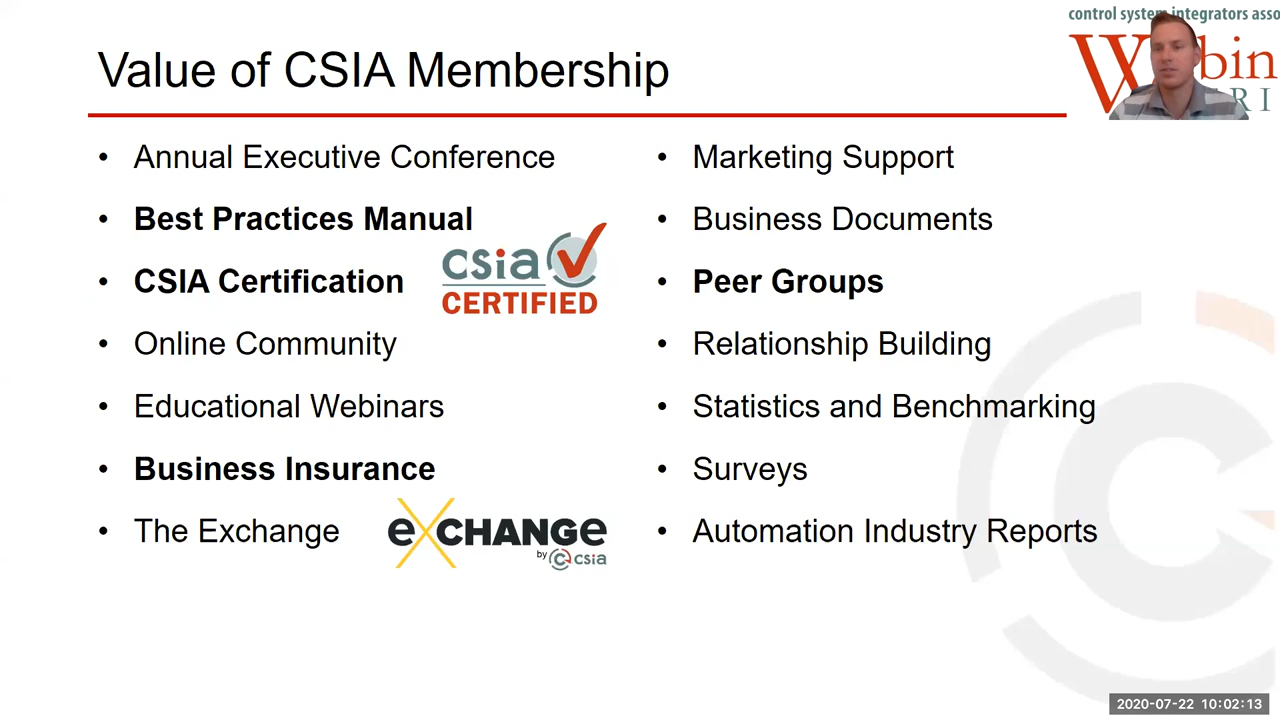 control system integrators asso
Value of CSIA Membership
• Annual Executive Conference
• Best Practices Manual
• CSIA Certification
csia
CERTIFIED
• Online Community
• Educational Webinars
• Business Insurance
• The Exchange
eXCHANGe
by csia
• Marketing Support
• Business Documents
• Peer Groups
• Relationship Building
• Statistics and Benchmarking
• Surveys
• Automation Industry Reports
2020-07-22 10:02:13